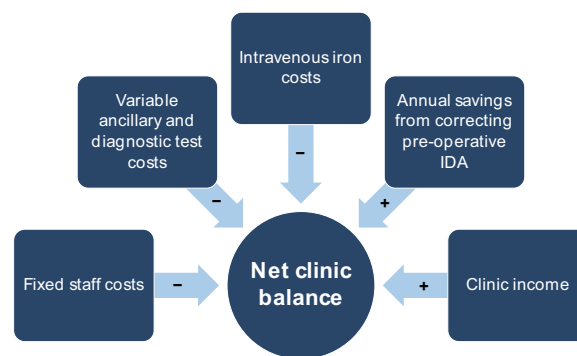 Intravenous iron
costs
Variable
ancillary and
diagnostic test
costs
Annual savings
from correcting
pre-operative
IDA
−
−
+
Fixed staff costs
−
Net clinic
balance
+
Clinic income